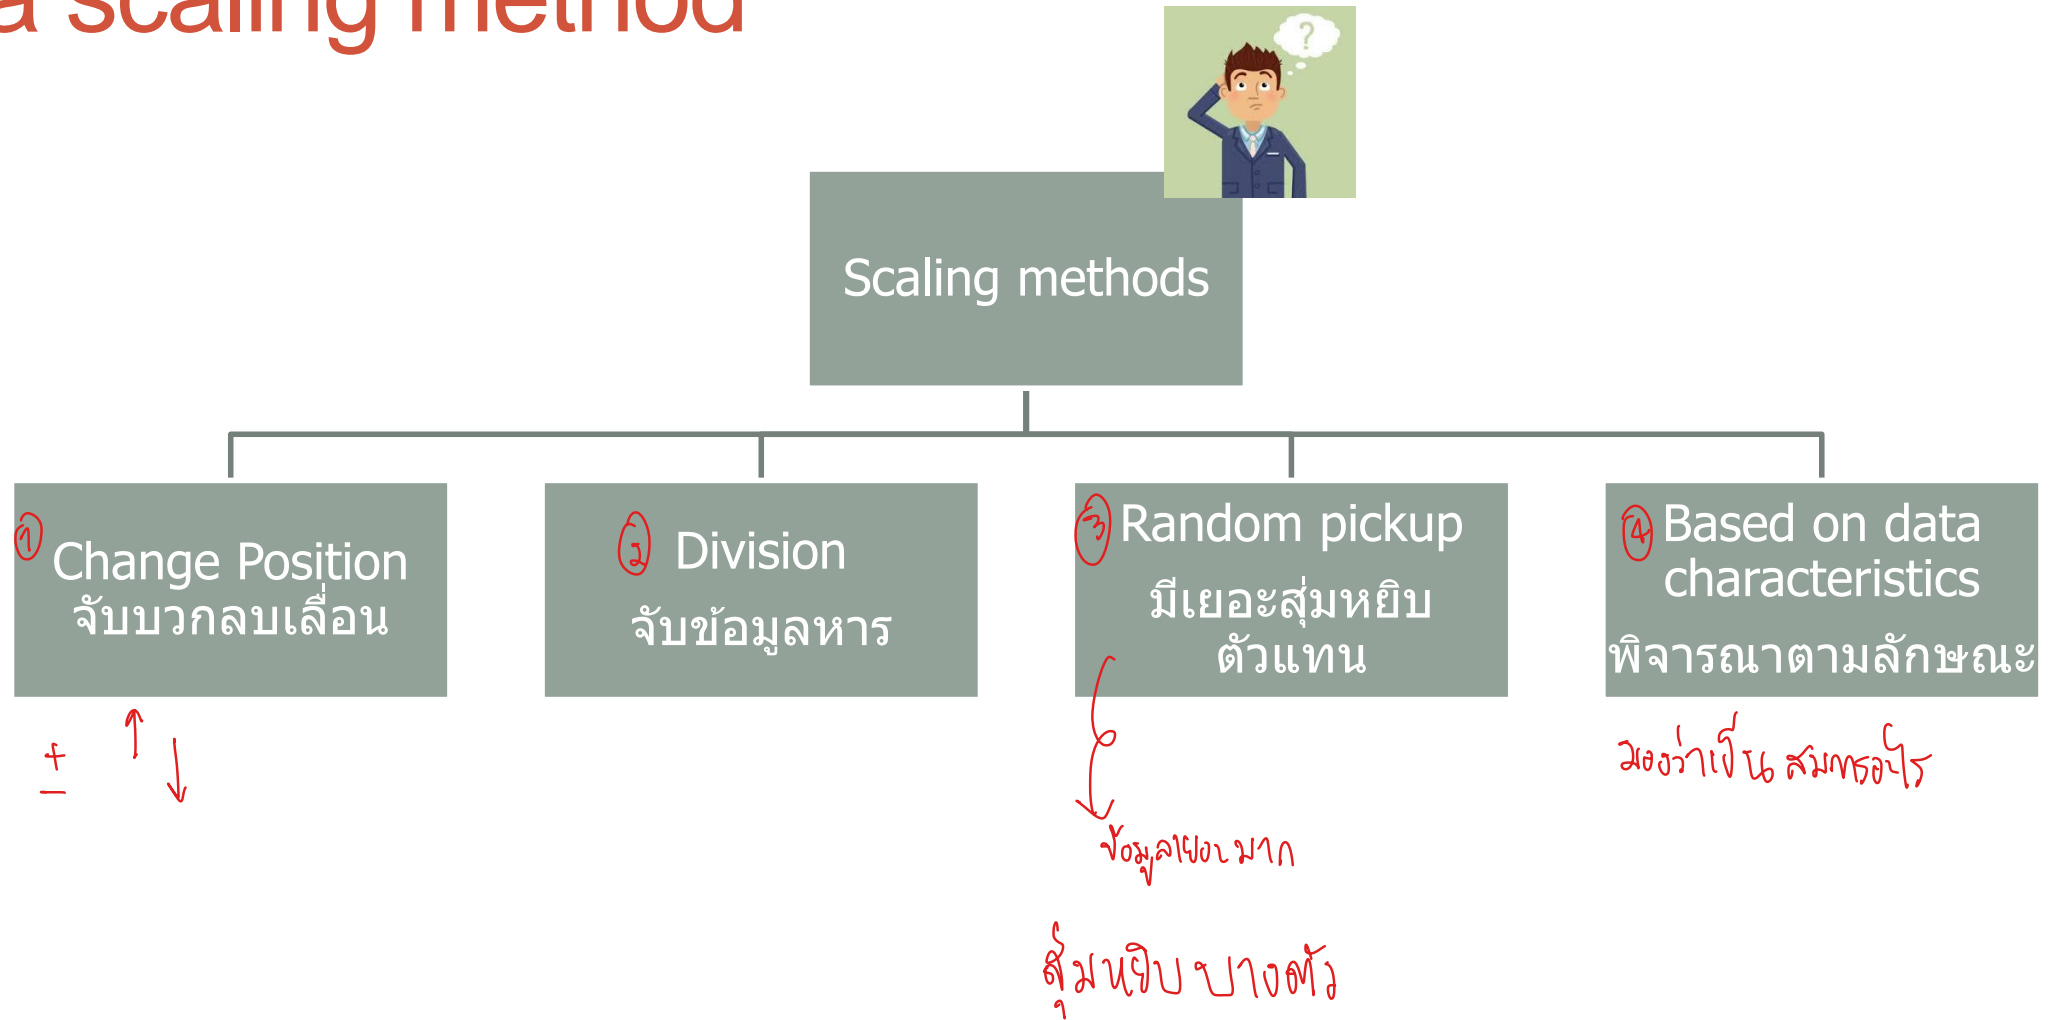 a scaling method
?
Scaling methods
① Change Position
จับบวกลบเลื่อน
② Division
จับข้อมูลหาร
③ Random pickup
มีเยอะสุ่มหยิบ
ตัวแทน
④ Based on data
characteristics
พิจารณาตามลักษณะ
± ↑ ↓
มองว่าเป็น สมการอะไร
ข้อมูลเยอะมาก
สุ่มหยิบบางตัว